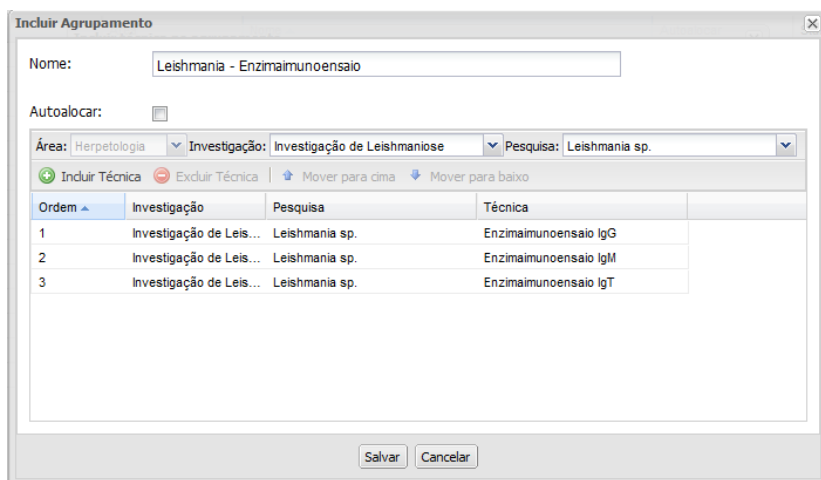 Incluir Agrupamento
Nome: Leishmania - Enzimaimunoensaio
Autoalocar:
Área: Herpetologia Investigação: Investigação de Leishmaniose Pesquisa: Leishmania sp.
Incluir Técnica Excluir Técnica Mover para cima Mover para baixo
Ordem Investigação Pesquisa Técnica
1 Investigação de Leis... Leishmania sp. Enzimaimunoensaio IgG
2 Investigação de Leis... Leishmania sp. Enzimaimunoensaio IgM
3 Investigação de Leis... Leishmania sp. Enzimaimunoensaio IgT
Salvar Cancelar